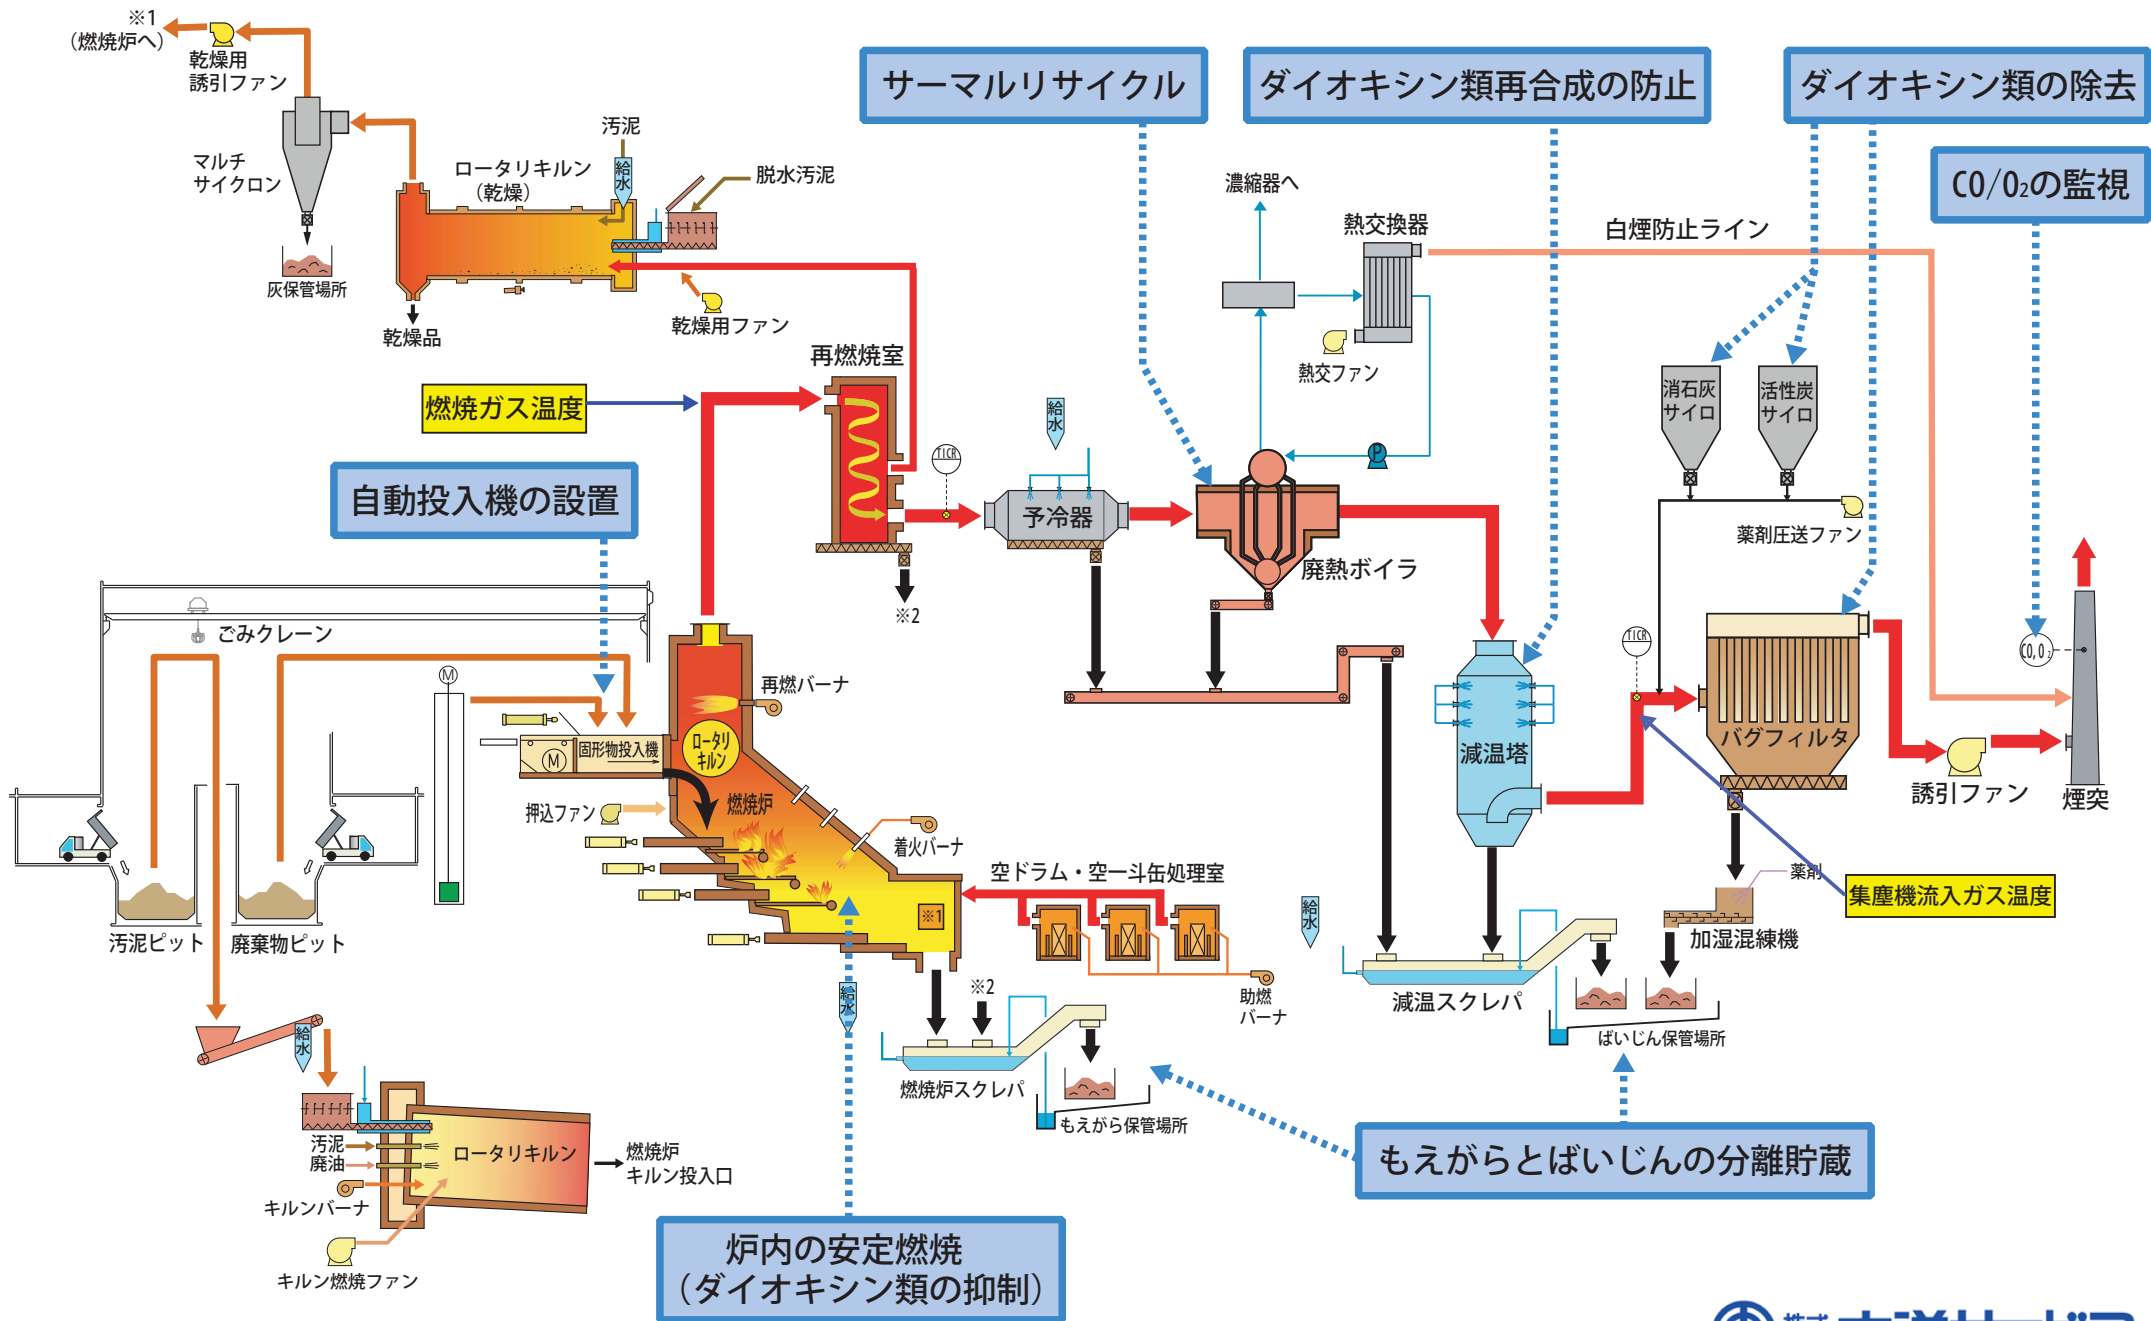 ※1
(燃焼炉へ)
乾燥用
誘引ファン
マルチ
サイクロン
灰保管場所
ロータリキルン
(乾燥)
汚泥
給水
脱水汚泥
乾燥用ファン
乾燥品
サーマルリサイクル
ダイオキシン類再合成の防止
ダイオキシン類の除去
CO/O₂の監視
濃縮器へ
熱交換器
熱交ファン
白煙防止ライン
再燃焼室
燃焼ガス温度
自動投入機の設置
TICR
給水
予冷器
P
廃熱ボイラ
※2
消石灰
サイロ
活性炭
サイロ
薬剤圧送ファン
TICR
CO,O₂
ごみクレーン
M
再燃バーナ
固形物投入機
M
ロータリ
キルン
押込ファン
燃焼炉
着火バーナ
※1
空ドラム・空一斗缶処理室
助燃
バーナ
減温塔
バグフィルタ
誘引ファン
煙突
薬剤
集塵機流入ガス温度
加湿混練機
汚泥ピット
廃棄物ピット
給水
給水
給水
※2
燃焼炉スクレパ
もえがら保管場所
減温スクレパ
ばいじん保管場所
汚泥
廃油
キルンバーナ
キルン燃焼ファン
ロータリキルン
燃焼炉
キルン投入口
もえがらとばいじんの分離貯蔵
炉内の安定燃焼
(ダイオキシン類の抑制)